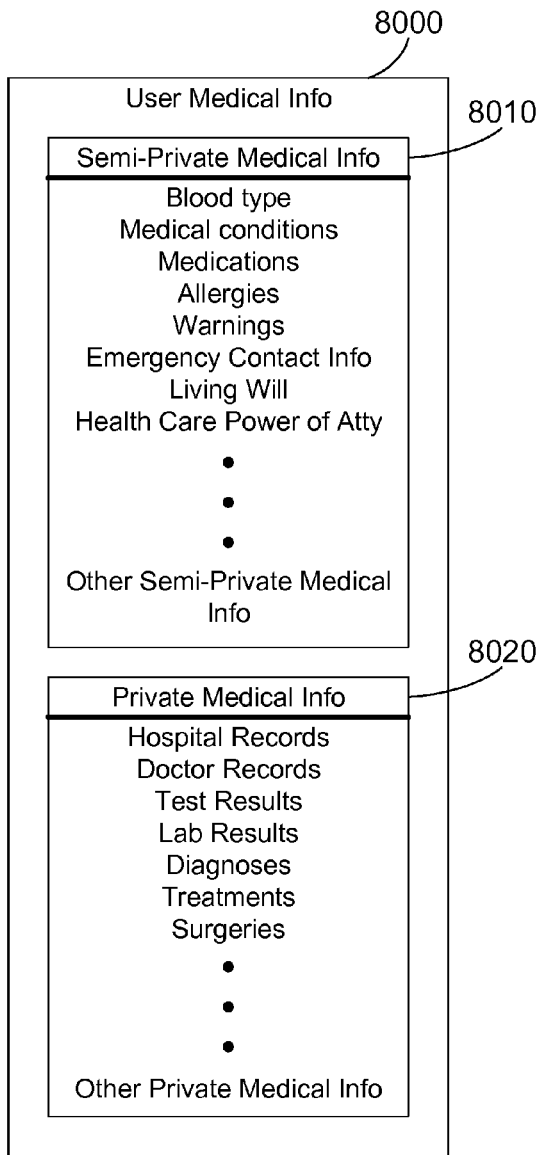 8000
User Medical Info
8010
Semi-Private Medical Info
Blood type
Medical conditions
Medications
Allergies
Warnings
Emergency Contact Info
Living Will
Health Care Power of Atty
Other Semi-Private Medical
Info
8020
Private Medical Info
Hospital Records
Doctor Records
Test Results
Lab Results
Diagnoses
Treatments
Surgeries
Other Private Medical Info